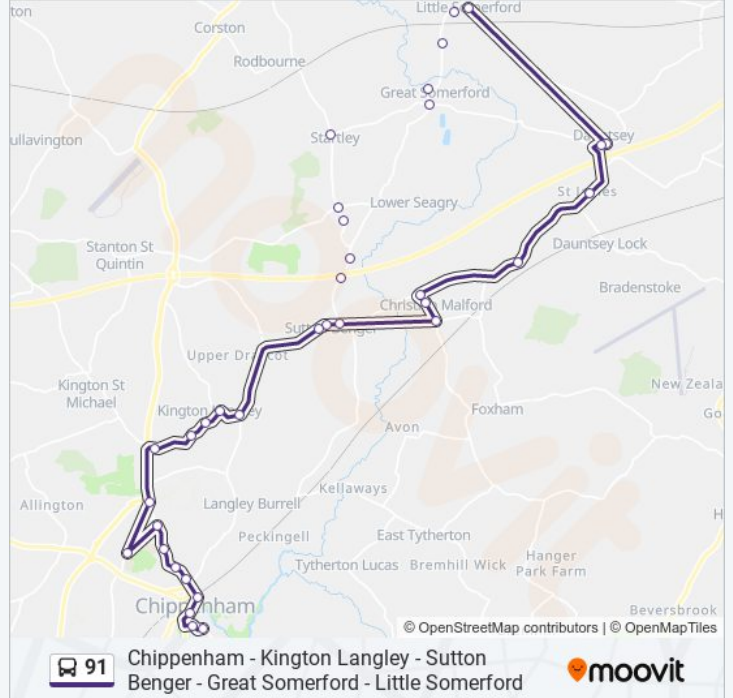 Little Somerford
ton
Corston
Rodbourne
Great Somerford
ullavington
Startley
Dauntsey
Lower Seagry
Stanton St
Quintin
Dauntsey Lock
Bradenstoke
Christian Malford
Upper Draycot
Kington St
Michael
New Zeala
Foxham
Go
Avon
Kellaways
Allington
Langley Burrell
Peckingell
East Tytherton
Hanger
Park Farm
Tytherton Lucas
Bremhill Wick
H
Chippenham
Beversbrook
© OpenStreetMap contributors | © OpenMapTiles
91
Chippenham - Kington Langley - Sutton
Benger - Great Somerford - Little Somerford
moovit